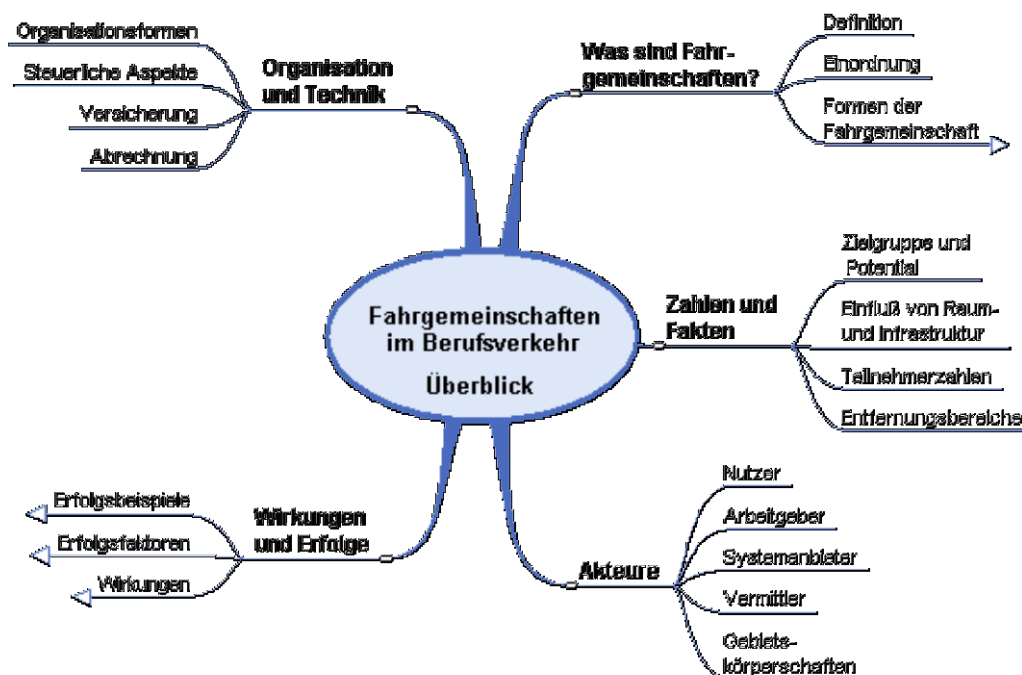 Fahrgemeinschaften
im Berufsverkehr
Überblick
Was sind Fahr-
gemeinschaften?
Definition
Einordnung
Formen der
Fahrgemeinschaft
Zahlen und
Fakten
Zielgruppe und
Potential
Einfluß von Raum-
und Infrastruktur
Teilnehmerzahlen
Entfernungsbereiche
Akteure
Nutzer
Arbeitgeber
Systemanbieter
Vermittler
Gebiets-
körperschaften
Wirkungen
und Erfolge
Erfolgsbeispiele
Erfolgsfaktoren
Wirkungen
Organisation
und Technik
Organisationsformen
Steuerliche Aspekte
Versicherung
Abrechnung